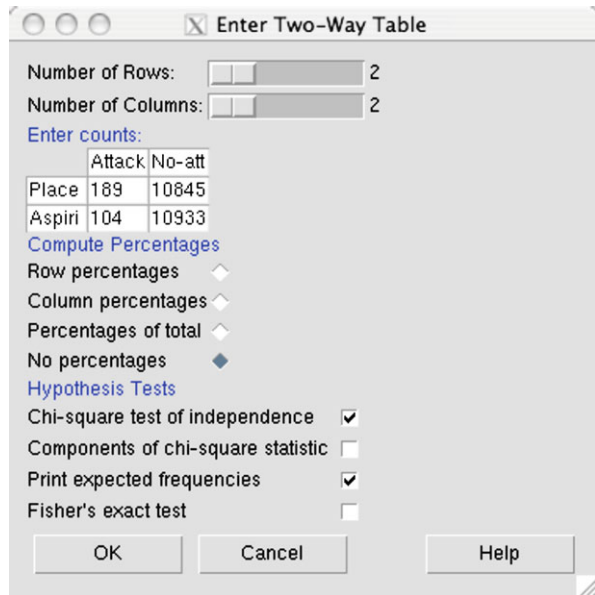 Enter Two-Way Table
Number of Rows: 2
Number of Columns: 2
Enter counts:
Attack No-att
Place 189 10845
Aspiri 104 10933
Compute Percentages
Row percentages
Column percentages
Percentages of total
No percentages
Hypothesis Tests
Chi-square test of independence
Components of chi-square statistic
Print expected frequencies
Fisher's exact test
OK Cancel Help